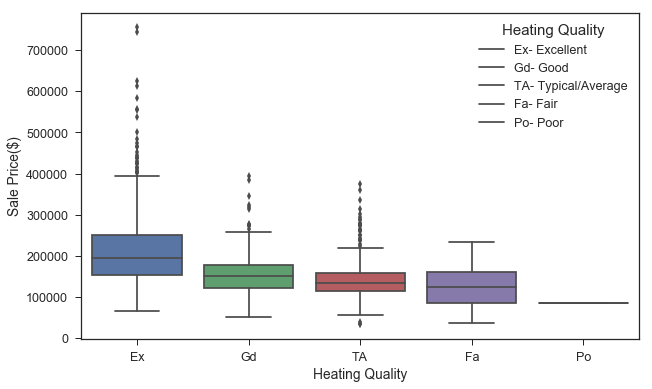 Heating Quality
Ex- Excellent
Gd- Good
TA- Typical/Average
Fa- Fair
Po- Poor
Sale Price($)
700000
600000
500000
400000
300000
200000
100000
0
Ex Gd TA Fa Po
Heating Quality